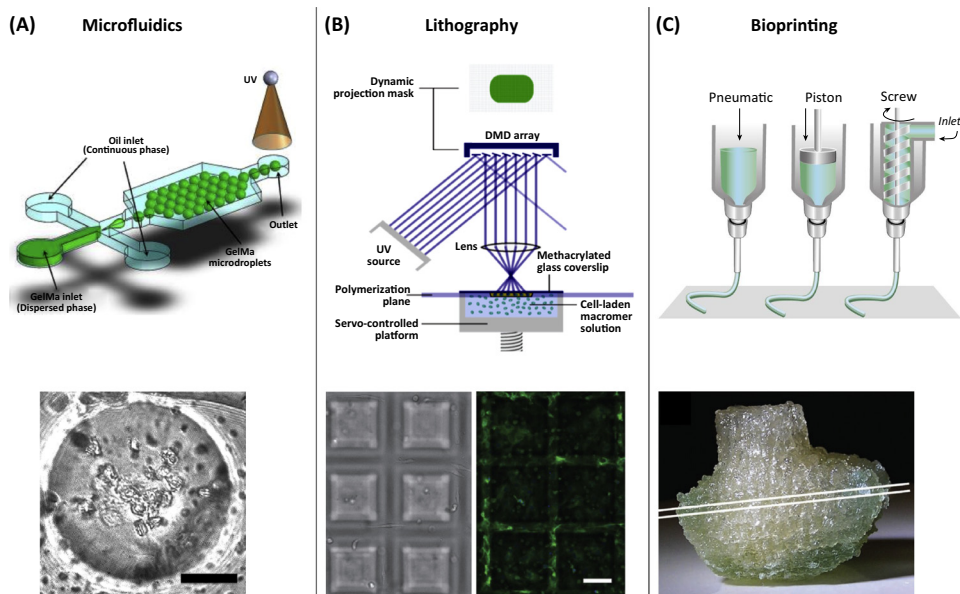 (A) Microfluidics
UV
Oil inlet
(Continuous phase)
Outlet
GelMa
microdroplets
GelMa inlet
(Dispersed phase)
(B) Lithography
Dynamic
projection mask
DMD array
UV
source
Lens
Methacrylated
glass coverslip
Polymerization
plane
Cell-laden
macromer
solution
Servo-controlled
platform
(C) Bioprinting
Pneumatic
Piston
Screw
Inlet